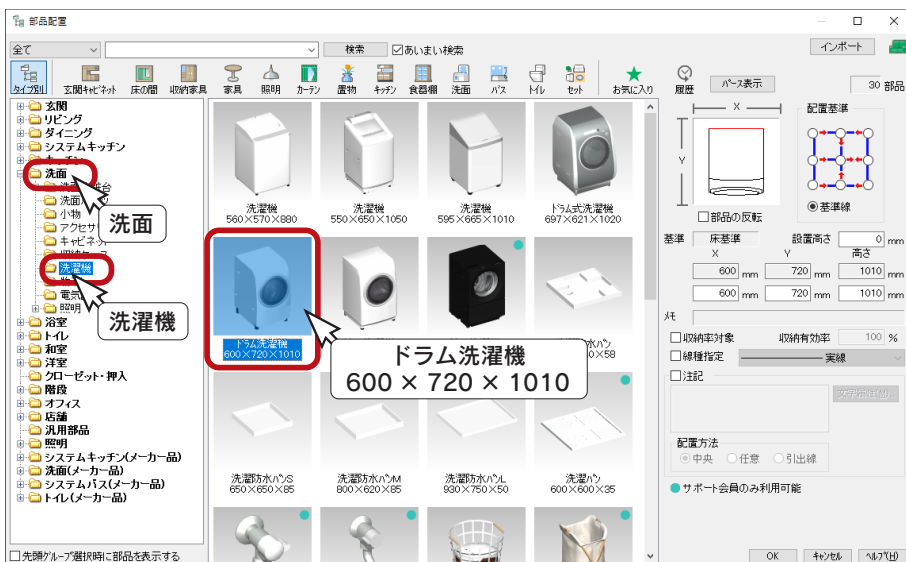 部品配置
全て
検索
あいまい検索
インポート
タイプ別
玄関キャビネット
床の間
収納家具
家具
照明
カーテン
置物
キッチン
食器棚
洗面
バス
トイレ
セット
お気に入り
履歴
パース表示
30 部品
玄関
リビング
ダイニング
システムキッチン
洗面
小物
洗濯機
照明
浴室
トイレ
和室
洋室
クローゼット・押入
階段
オフィス
店舗
汎用部品
照明
システムキッチン(メーカー品)
洗面(メーカー品)
システムバス(メーカー品)
トイレ(メーカー品)
先頭グループ選択時に部品を表示する
洗面
洗濯機
洗濯機
560×570×880
洗濯機
550×650×1050
洗濯機
595×665×1010
ドラム式洗濯機
697×621×1020
ドラム洗濯機
600×720×1010
ドラム洗濯機
600 × 720 × 1010
洗濯防水パンS
650×650×85
洗濯防水パンM
800×620×85
洗濯防水パンL
930×750×50
洗濯パン
600×600×35
X
Y
部品の反転
配置基準
基準線
基準
床基準
設置高さ
0 mm
X
Y
高さ
600 mm
720 mm
1010 mm
600 mm
720 mm
1010 mm
メモ
収納率対象
収納有効率
100 %
線種指定
実線
注記
配置方法
中央
任意
引出線
サポート会員のみ利用可能
OK
キャンセル
ヘルプ(H)